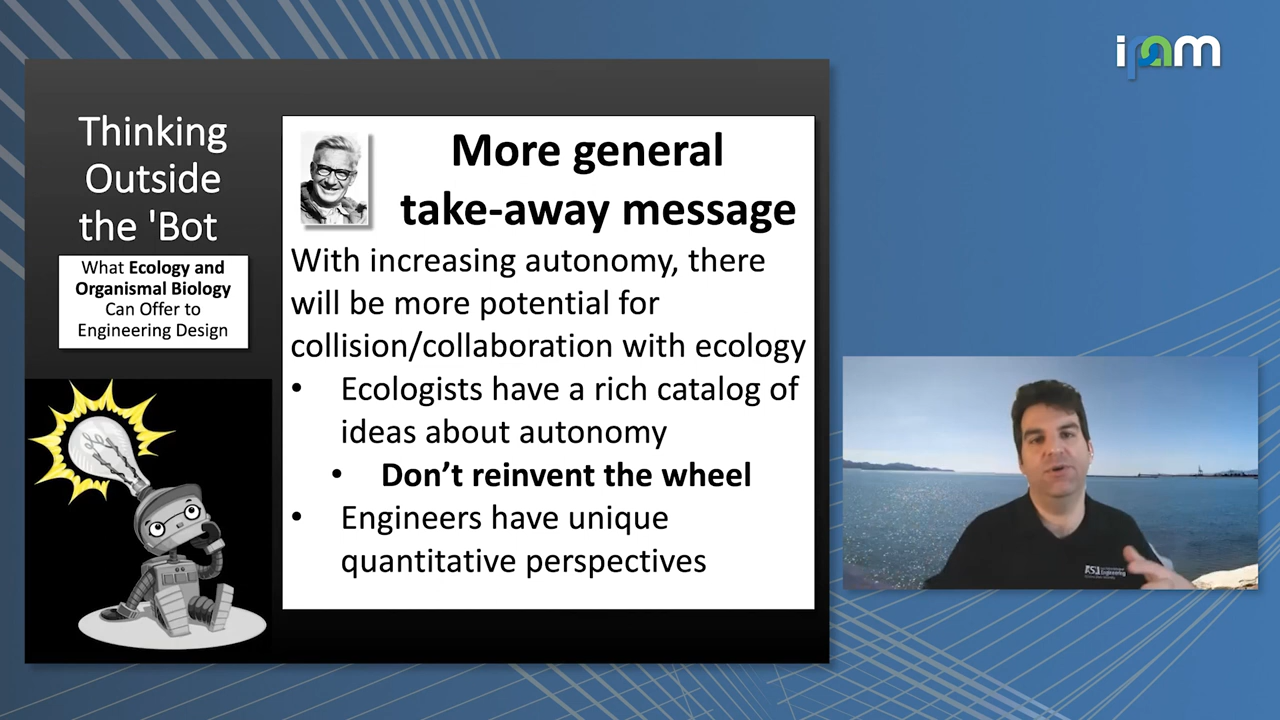 ipam
Thinking
Outside
the 'Bot
What Ecology and
Organismal Biology
Can Offer to
Engineering Design
More general
take-away message
With increasing autonomy, there
will be more potential for
collision/collaboration with ecology
• Ecologists have a rich catalog of
ideas about autonomy
• Don’t reinvent the wheel
• Engineers have unique
quantitative perspectives
ASU
Engineering